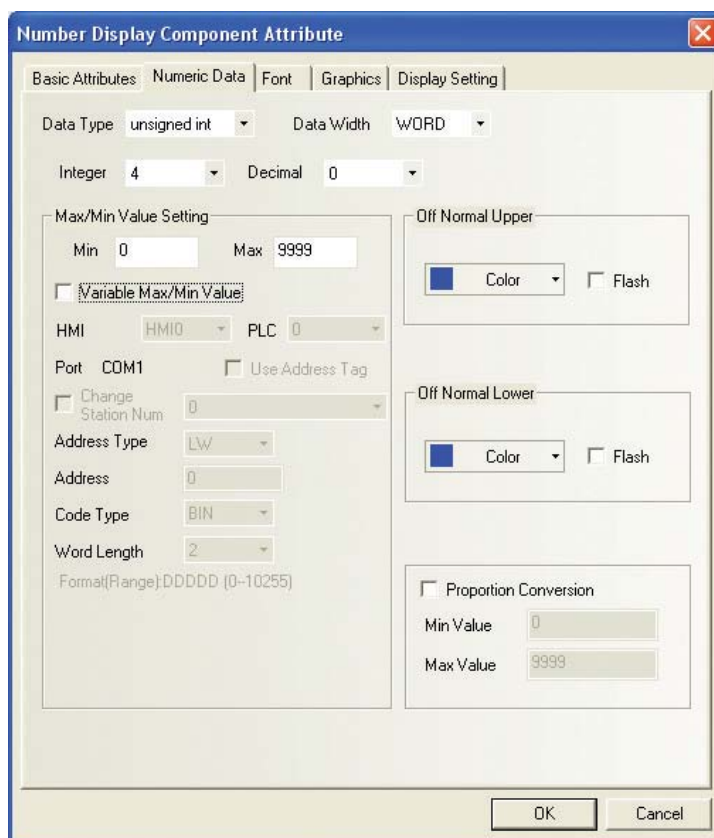 Number Display Component Attribute
Basic Attributes Numeric Data Font Graphics Display Setting
Data Type unsigned int Data Width WORD
Integer 4 Decimal 0
Max/Min Value Setting
Min 0 Max 9999
Variable Max/Min Value
HMI HMI0 PLC 0
Port COM1 Use Address Tag
Change
Station Num 0
Address Type LW
Address 0
Code Type BIN
Word Length 2
Format(Range):DDDDD (0~10255)
Off Normal Upper
Color Flash
Off Normal Lower
Color Flash
Proportion Conversion
Min Value 0
Max Value 9999
OK Cancel